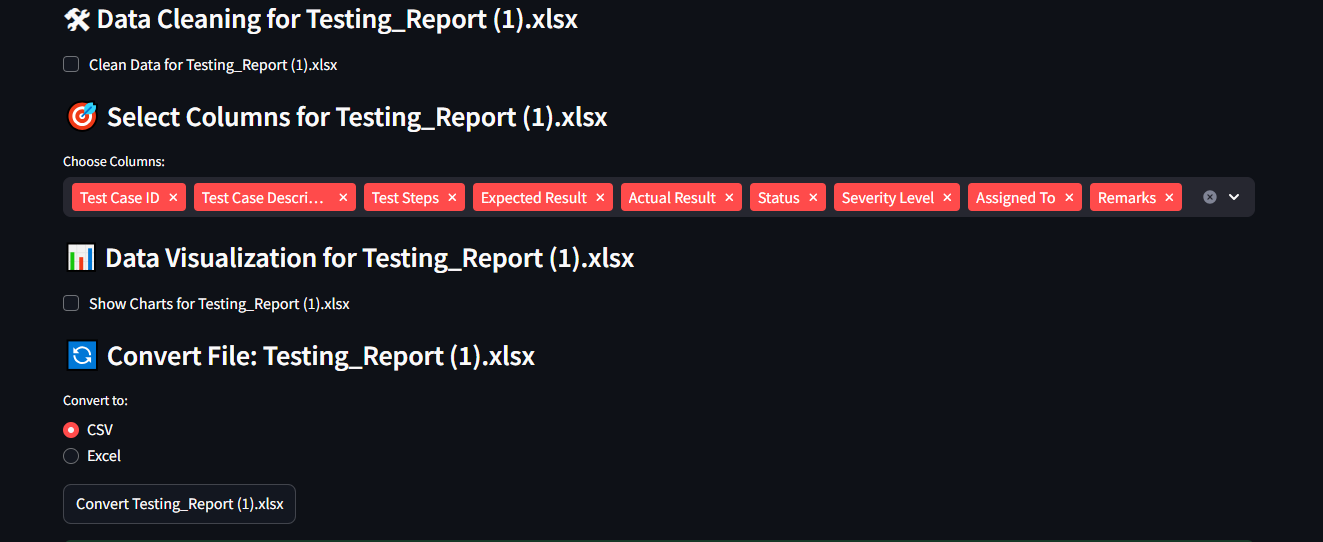 🛠 Data Cleaning for Testing_Report (1).xlsx
Clean Data for Testing_Report (1).xlsx
🎯 Select Columns for Testing_Report (1).xlsx
Choose Columns:
Test Case ID × Test Case Descri... × Test Steps × Expected Result × Actual Result × Status × Severity Level × Assigned To × Remarks ×
📊 Data Visualization for Testing_Report (1).xlsx
Show Charts for Testing_Report (1).xlsx
🔄 Convert File: Testing_Report (1).xlsx
Convert to:
CSV
Excel
Convert Testing_Report (1).xlsx